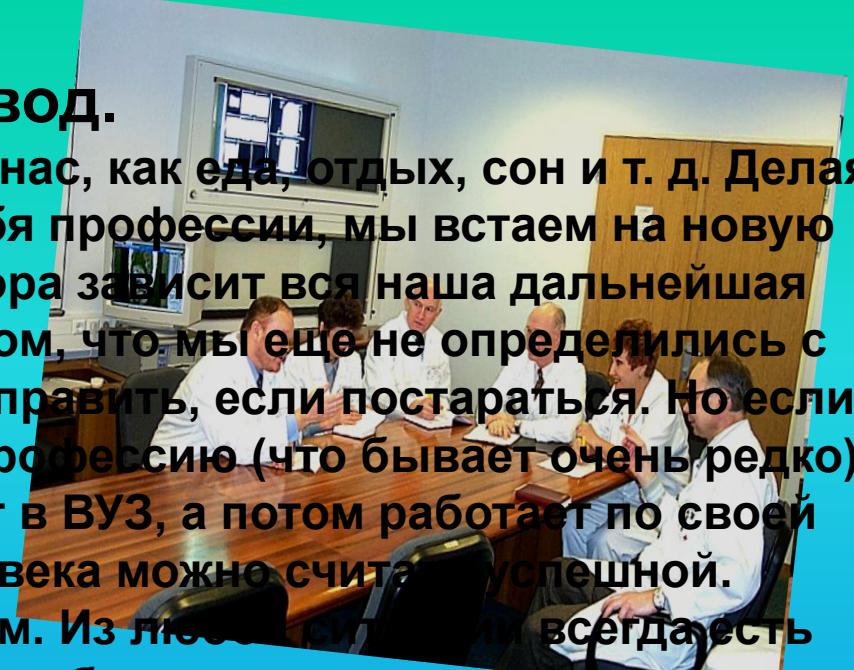 вод.
нас, как еда, отдых, сон и т. д. Делая
бя профессии, мы встаем на новую
ора зависит вся наша дальнейшая
ом, что мы еще не определились с
править, если постараться. Но если
рофессию (что бывает очень редко)
т в ВУЗ, а потом работает по своей
века можно считать успешной.
м. Из любой ситуации всегда есть